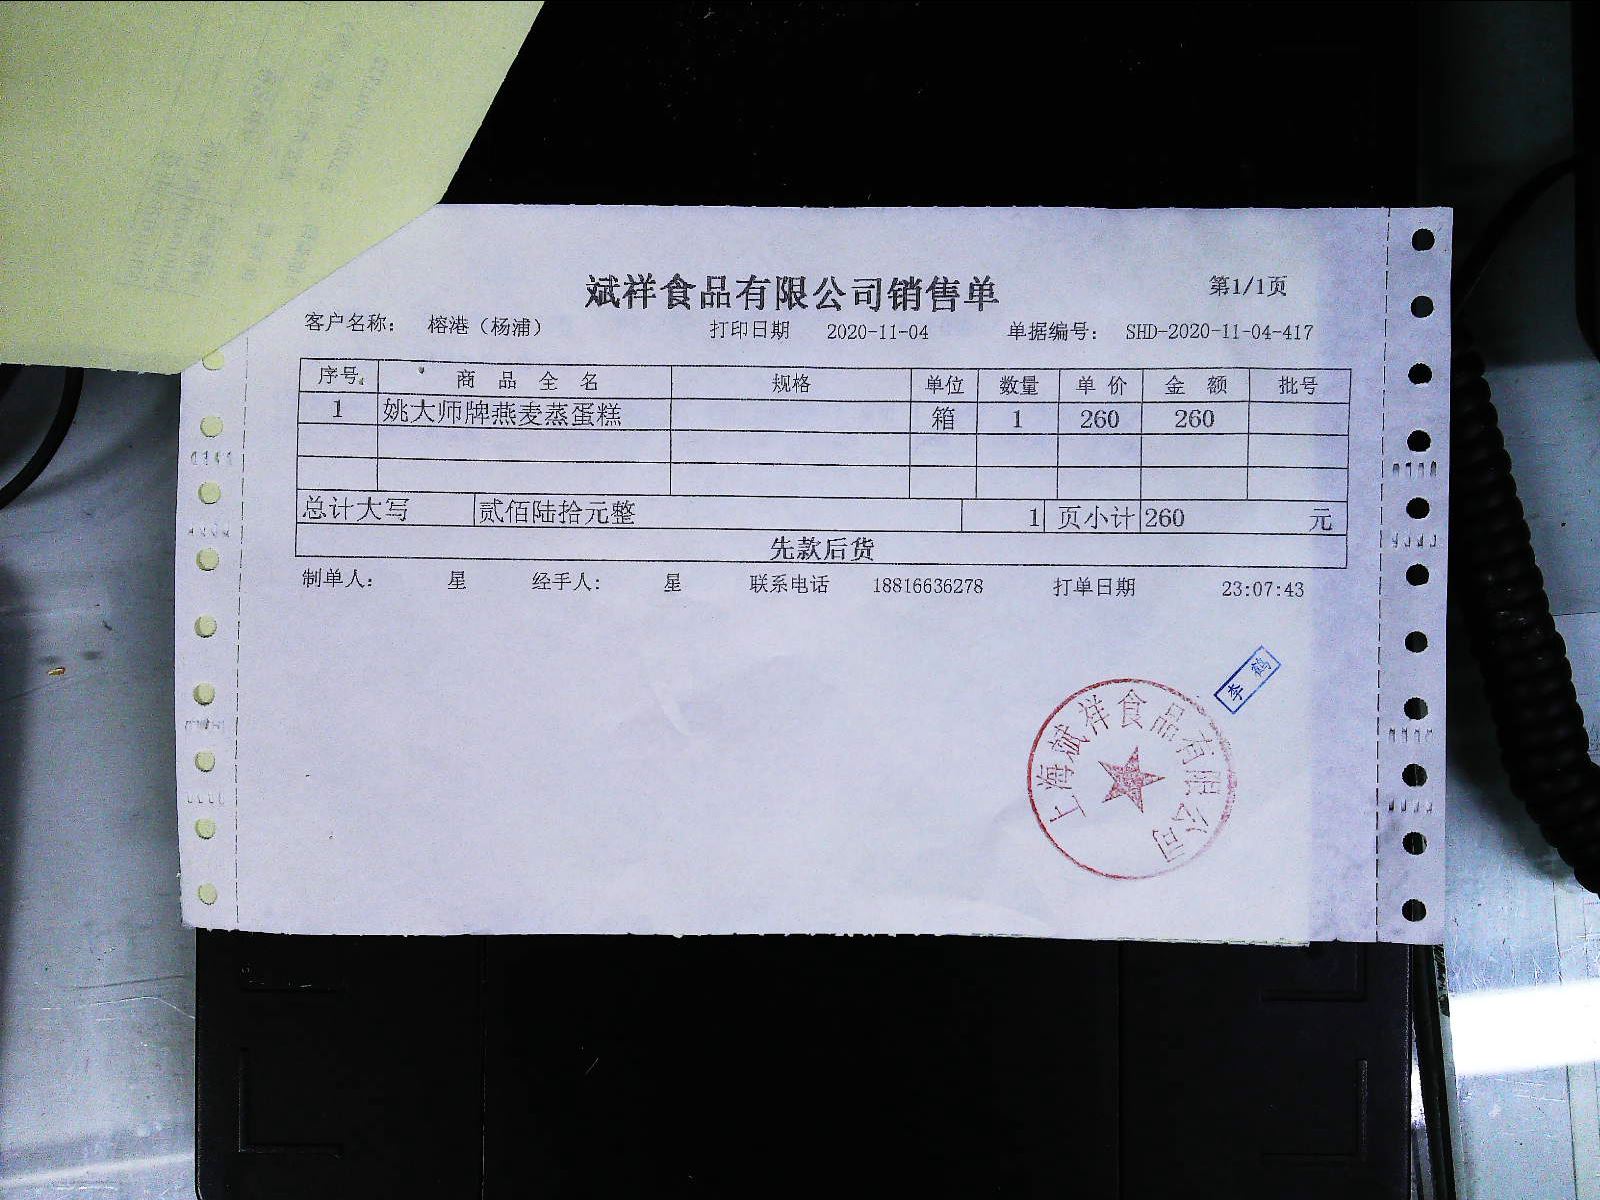 斌祥食品有限公司销售单 第1/1页
客户名称: 榕港（杨浦） 打印日期 2020-11-04 单据编号: SHD-2020-11-04-417
序号 商 品 全 名 规格 单位 数量 单 价 金 额 批号
1 姚大师牌燕麦蒸蛋糕 箱 1 260 260
总计大写 贰佰陆拾元整 1 页小计 260 元
先款后货
制单人: 星 经手人: 星 联系电话 18816636278 打单日期 23:07:43
李鹤
上海斌祥食品有限公司